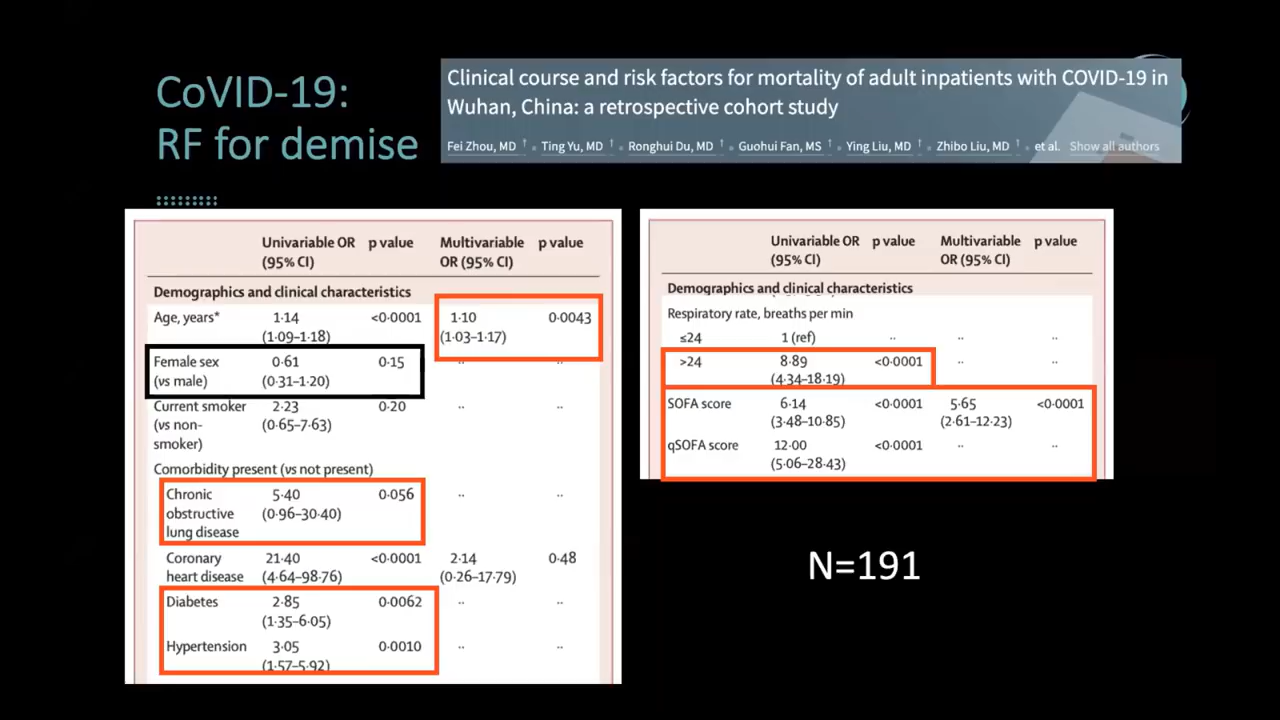 CoVID-19:
RF for demise
Clinical course and risk factors for mortality of adult inpatients with COVID-19 in
Wuhan, China: a retrospective cohort study
Fei Zhou, MD † • Ting Yu, MD † • Ronghui Du, MD † • Guohui Fan, MS † • Ying Liu, MD † • Zhibo Liu, MD † • et al. Show all authors
Univariable OR p value Multivariable p value
(95% CI) OR (95% CI)
Demographics and clinical characteristics
Age, years* 1·14 <0·0001 1·10 0·0043
(1·09–1·18) (1·03–1·17)
Female sex 0·61 0·15 ·· ··
(vs male) (0·31–1·20)
Current smoker 2·23 0·20 ·· ··
(vs non- (0·65–7·63)
smoker)
Comorbidity present (vs not present)
Chronic 5·40 0·056 ·· ··
obstructive (0·96–30·40)
lung disease
Coronary 21·40 <0·0001 2·14 0·48
heart disease (4·64–98·76) (0·26–17·79)
Diabetes 2·85 0·0062 ·· ··
(1·35–6·05)
Hypertension 3·05 0·0010 ·· ··
(1·57–5·92)
Univariable OR p value Multivariable p value
(95% CI) OR (95% CI)
Demographics and clinical characteristics
Respiratory rate, breaths per min
≤24 1 (ref) ·· ·· ··
>24 8·89 <0·0001 ·· ··
(4·34–18·19)
SOFA score 6·14 <0·0001 5·65 <0·0001
(3·48–10·85) (2·61–12·23)
qSOFA score 12·00 <0·0001 ·· ··
(5·06–28·43)
N=191